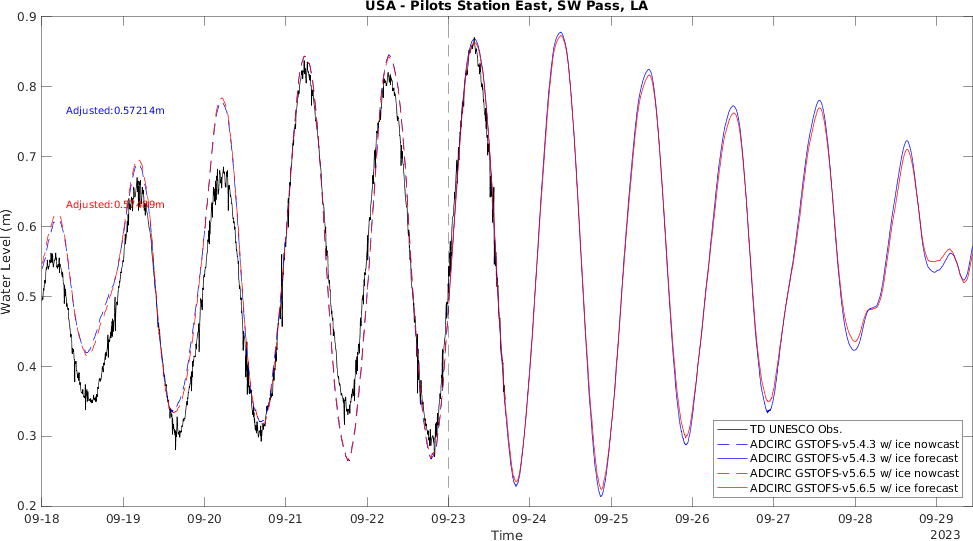 USA - Pilots Station East, SW Pass, LA
0.9
0.8
0.7
0.6
0.5
0.4
0.3
0.2
Water Level (m)
Adjusted:0.57214m
TD UNESCO Obs.
ADCIRC GSTOFS-v5.4.3 w/ ice nowcast
ADCIRC GSTOFS-v5.4.3 w/ ice forecast
ADCIRC GSTOFS-v5.6.5 w/ ice nowcast
ADCIRC GSTOFS-v5.6.5 w/ ice forecast
09-18 09-19 09-20 09-21 09-22 09-23 09-24 09-25 09-26 09-27 09-28 09-29
Time
2023